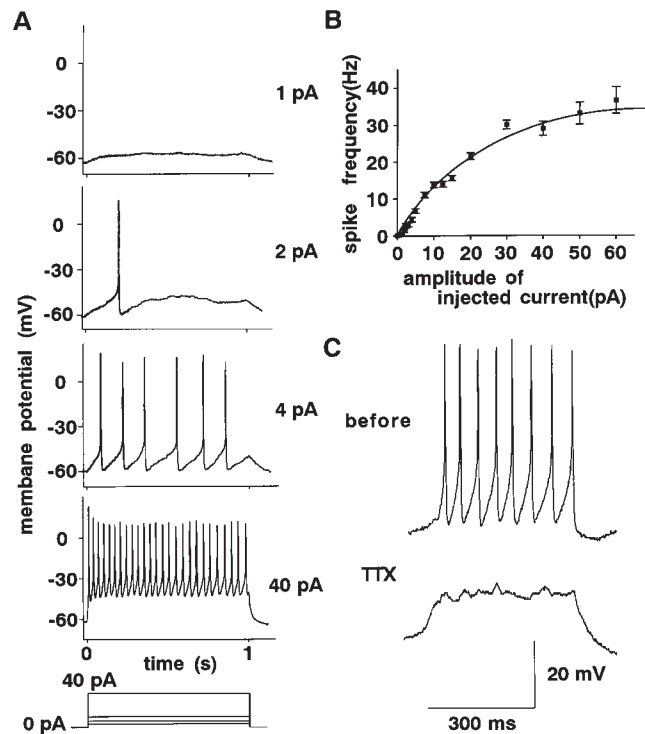 A
0
-30
-60
1 pA
0
-30
-60
2 pA
0
-30
-60
4 pA
0
-30
-60
40 pA
membane potential (mV)
0
1
time (s)
40 pA
0 pA
B
40
30
20
10
0
spike frequency(Hz)
0 10 20 30 40 50 60
amplitude of
injected current(pA)
C
before
TTX
20 mV
300 ms